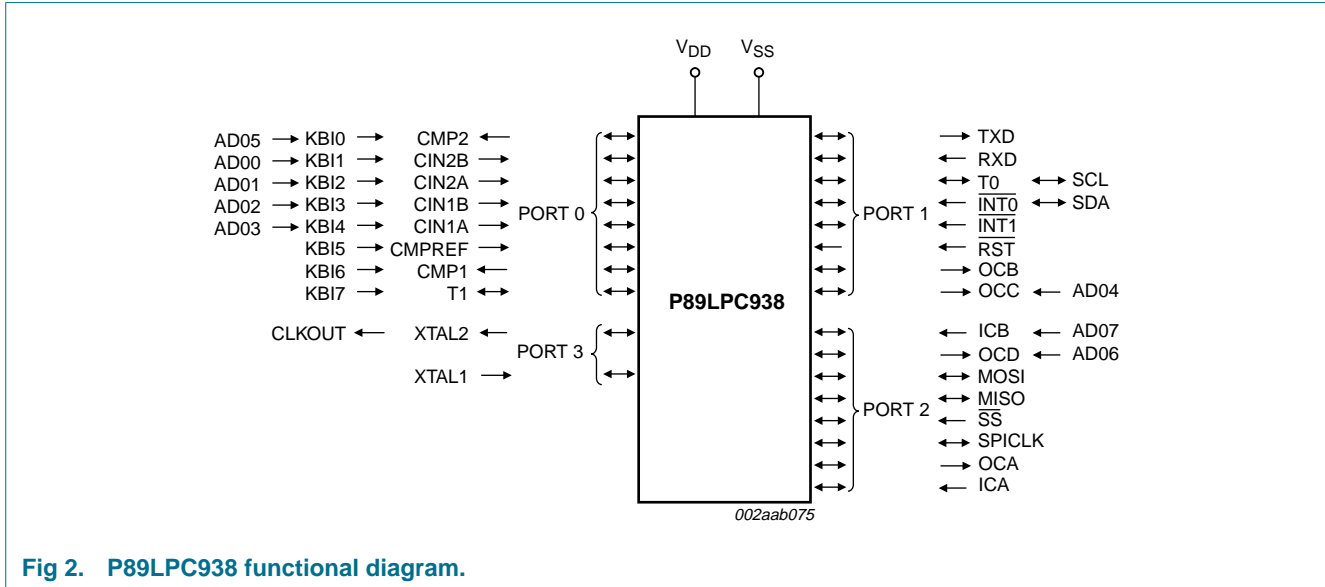 VDD VSS
AD05 KBI0 CMP2 TXD
AD00 KBI1 CIN2B RXD
AD01 KBI2 CIN2A T0 SCL
AD02 KBI3 CIN1B PORT 0 PORT 1 INT0 SDA
AD03 KBI4 CIN1A INT1
KBI5 CMPREF RST
KBI6 CMP1 OCB
KBI7 T1 OCC AD04
P89LPC938
CLKOUT XTAL2 ICB AD07
PORT 3 OCD AD06
XTAL1 MOSI
MISO
PORT 2
SS
SPICLK
OCA
ICA
002aab075
Fig 2. P89LPC938 functional diagram.